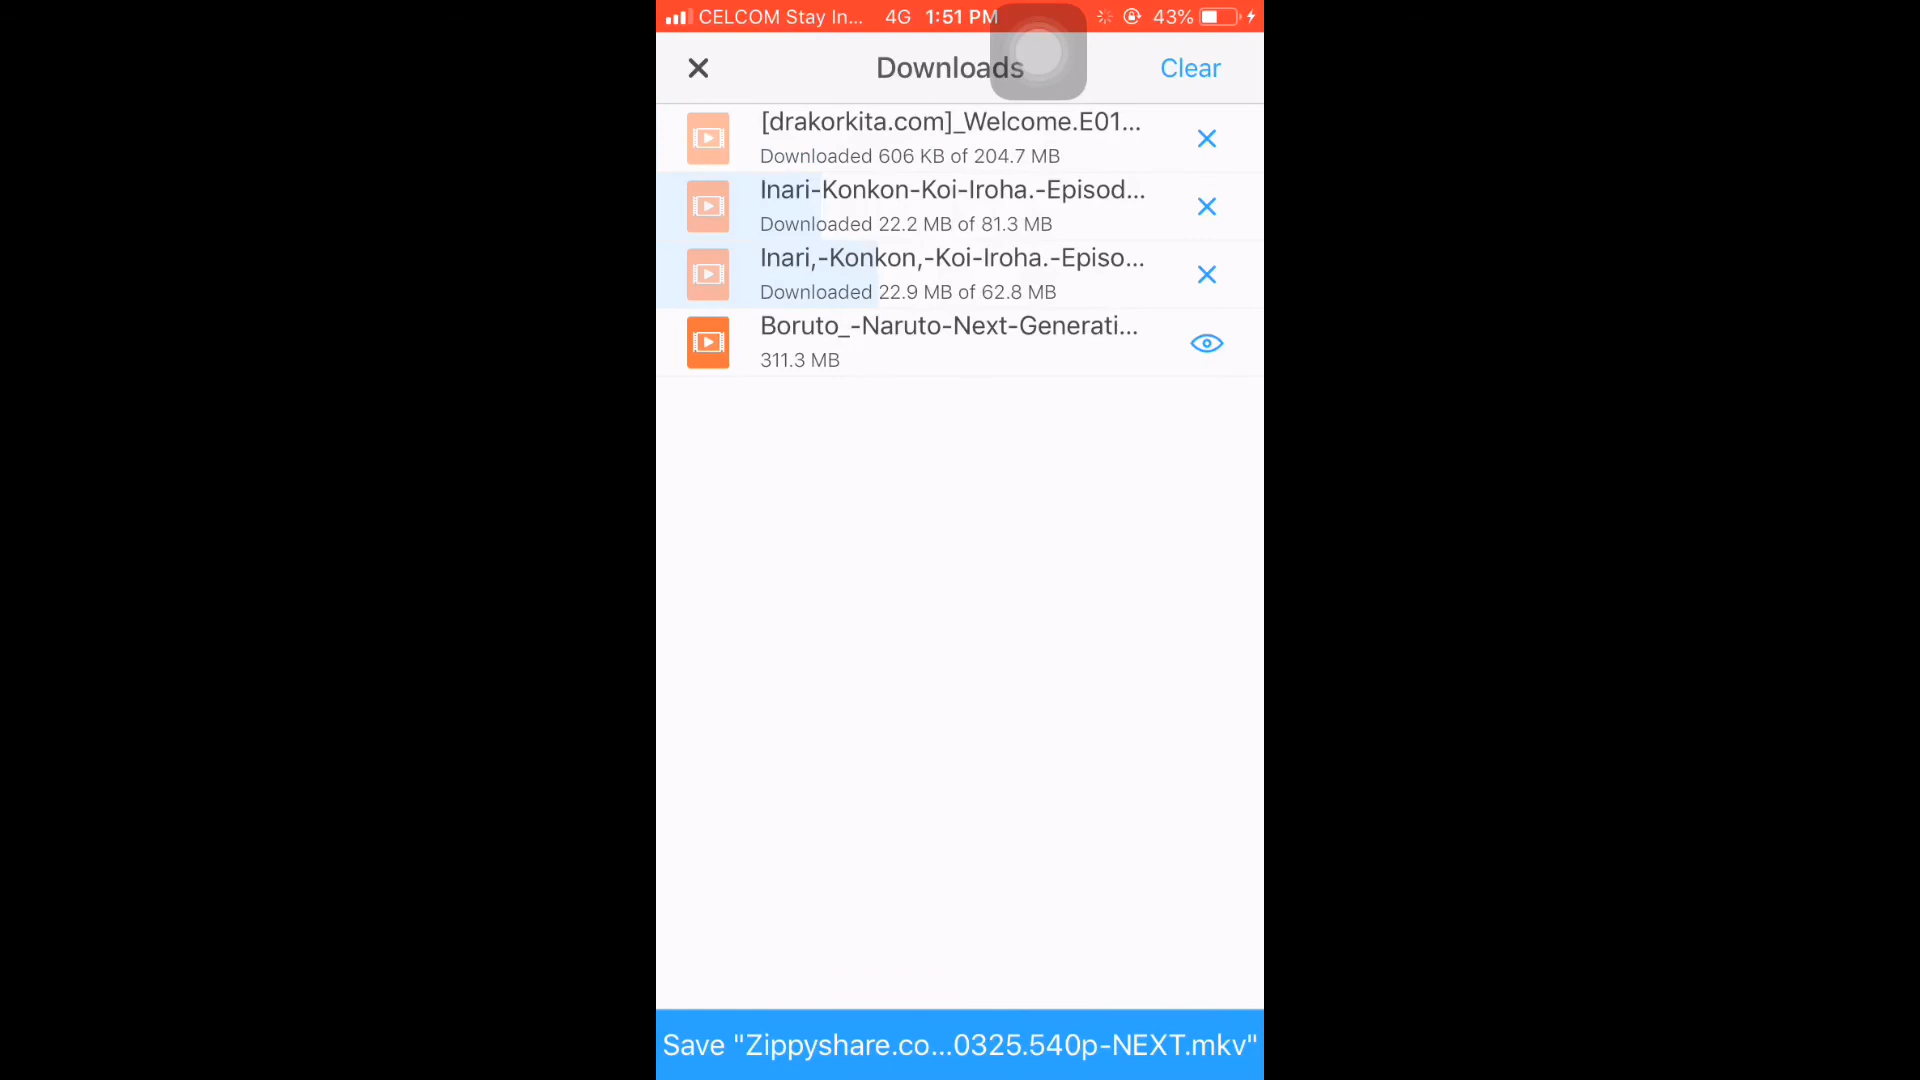 CELCOM Stay In... 4G 1:51 PM 43%
Downloads
Clear
[drakorkita.com]_Welcome.E01...
Downloaded 606 KB of 204.7 MB
Inari-Konkon-Koi-Iroha.-Episod...
Downloaded 22.2 MB of 81.3 MB
Inari,-Konkon,-Koi-Iroha.-Episo...
Downloaded 22.9 MB of 62.8 MB
Boruto_-Naruto-Next-Generati...
311.3 MB
Save "Zippyshare.co...0325.540p-NEXT.mkv"